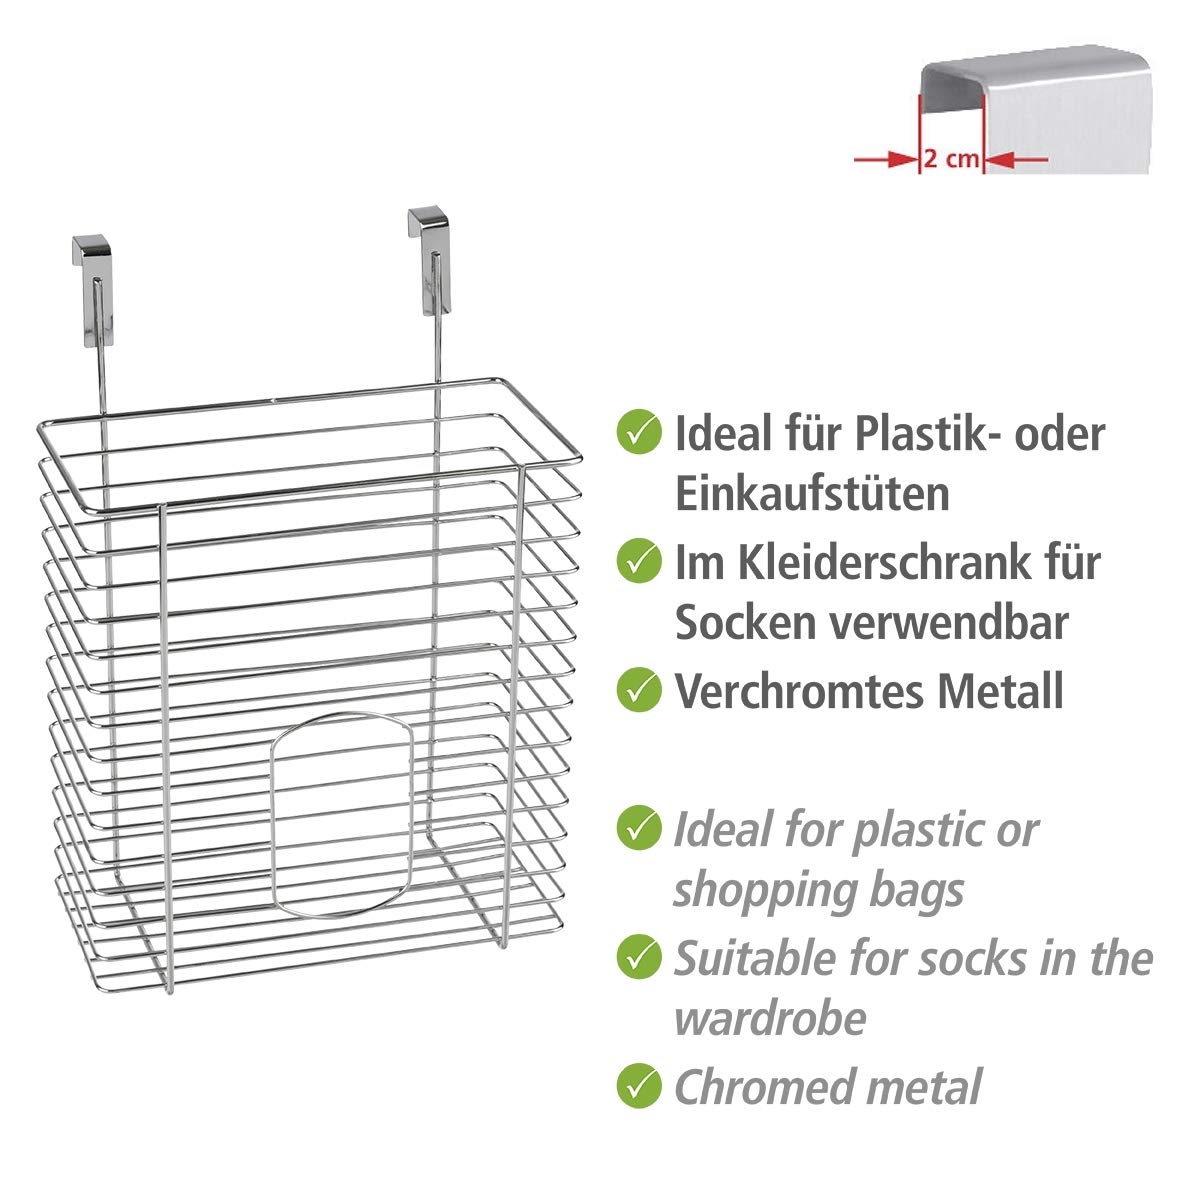 2 cm
Ideal für Plastik- oder
Einkaufstüten
Im Kleiderschrank für
Socken verwendbar
Verchromtes Metall
Ideal for plastic or
shopping bags
Suitable for socks in the
wardrobe
Chromed metal